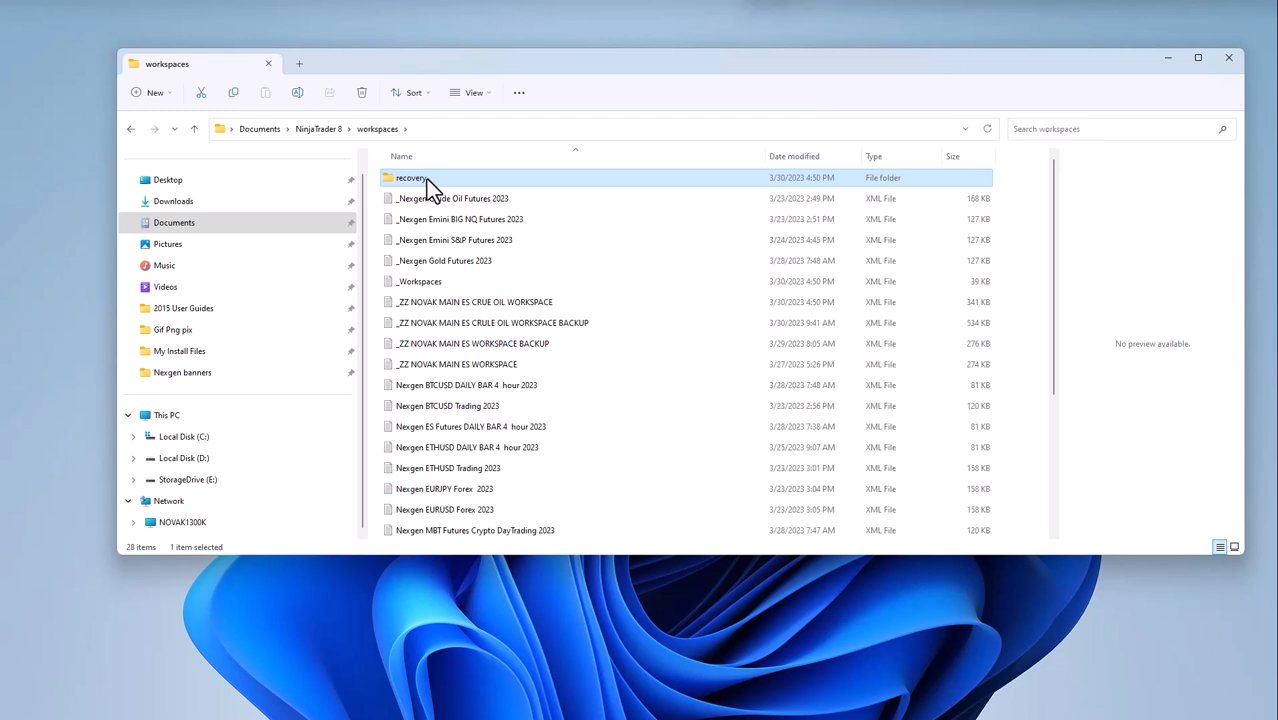 workspaces
New
Sort
View
Documents > NinjaTrader 8 > workspaces >
Search workspaces
Name Date modified Type Size
Desktop
Downloads
Documents
Pictures
Music
Videos
2015 User Guides
Gif Png pix
My Install Files
Nexgen banners
This PC
Local Disk (C:)
Local Disk (D:)
StorageDrive (E:)
Network
NOVAK1300K
recovery 3/30/2023 4:50 PM File folder
_Nexgen de Oil Futures 2023 3/23/2023 2:49 PM XML File 168 KB
_Nexgen Emini BIG NQ Futures 2023 3/23/2023 2:51 PM XML File 127 KB
_Nexgen Emini S&P Futures 2023 3/24/2023 4:45 PM XML File 127 KB
_Nexgen Gold Futures 2023 3/28/2023 7:48 AM XML File 127 KB
_Workspaces 3/30/2023 4:50 PM XML File 39 KB
_ZZ NOVAK MAIN ES CRUE OIL WORKSPACE 3/30/2023 4:50 PM XML File 341 KB
_ZZ NOVAK MAIN ES CRULE OIL WORKSPACE BACKUP 3/30/2023 9:41 AM XML File 534 KB
_ZZ NOVAK MAIN ES WORKSPACE BACKUP 3/29/2023 8:05 AM XML File 276 KB
_ZZ NOVAK MAIN ES WORKSPACE 3/27/2023 5:26 PM XML File 274 KB
Nexgen BTCUSD DAILY BAR 4 hour 2023 3/28/2023 7:48 AM XML File 81 KB
Nexgen BTCUSD Trading 2023 3/23/2023 2:56 PM XML File 120 KB
Nexgen ES Futures DAILY BAR 4 hour 2023 3/28/2023 7:38 AM XML File 81 KB
Nexgen ETHUSD DAILY BAR 4 hour 2023 3/25/2023 9:07 AM XML File 81 KB
Nexgen ETHUSD Trading 2023 3/23/2023 3:01 PM XML File 158 KB
Nexgen EURJPY Forex 2023 3/23/2023 3:04 PM XML File 158 KB
Nexgen EURUSD Forex 2023 3/23/2023 3:05 PM XML File 158 KB
Nexgen MBT Futures Crypto DayTrading 2023 3/28/2023 7:47 AM XML File 120 KB
No preview available.
28 items 1 item selected